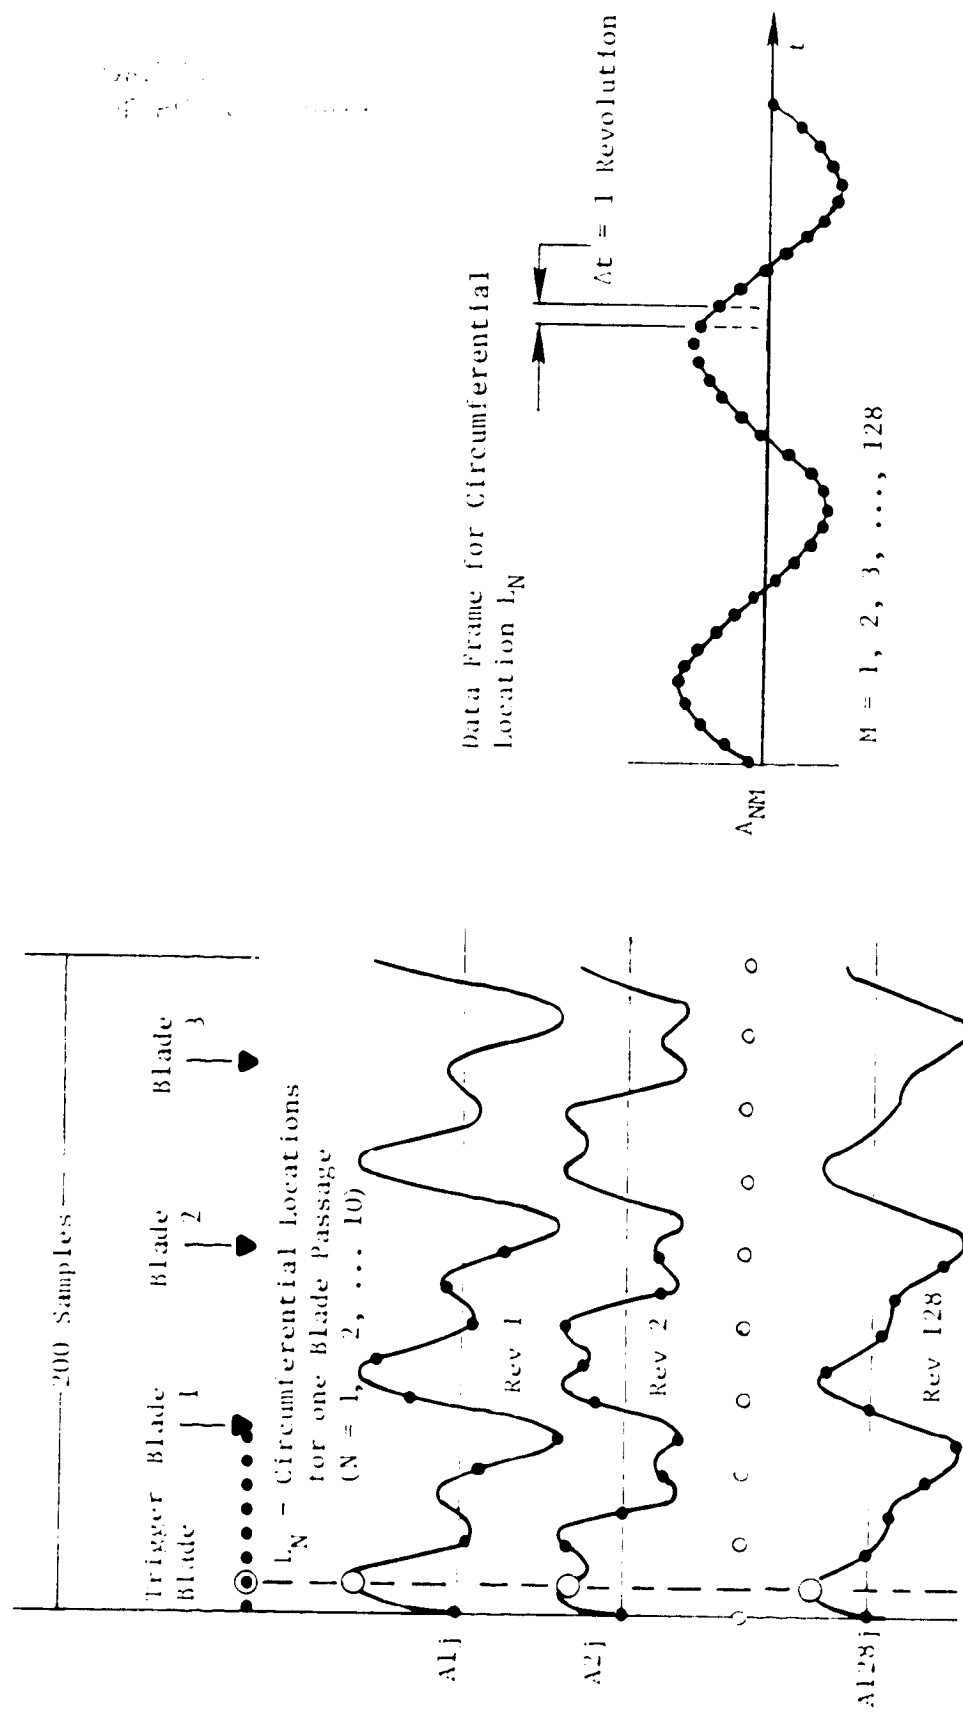 200 Samples
Trigger Blade Blade Blade
Blade 1 2 3
L_N - Circumferential Locations
for one Blade Passage
(N = 1, 2, ... 10)
A1j
Rev 1
A2j
Rev 2
A128j
Rev 128
Data Frame for Circumferential
Location L_N
Δt = 1 Revolution
A_NM
t
M = 1, 2, 3, ..., 128